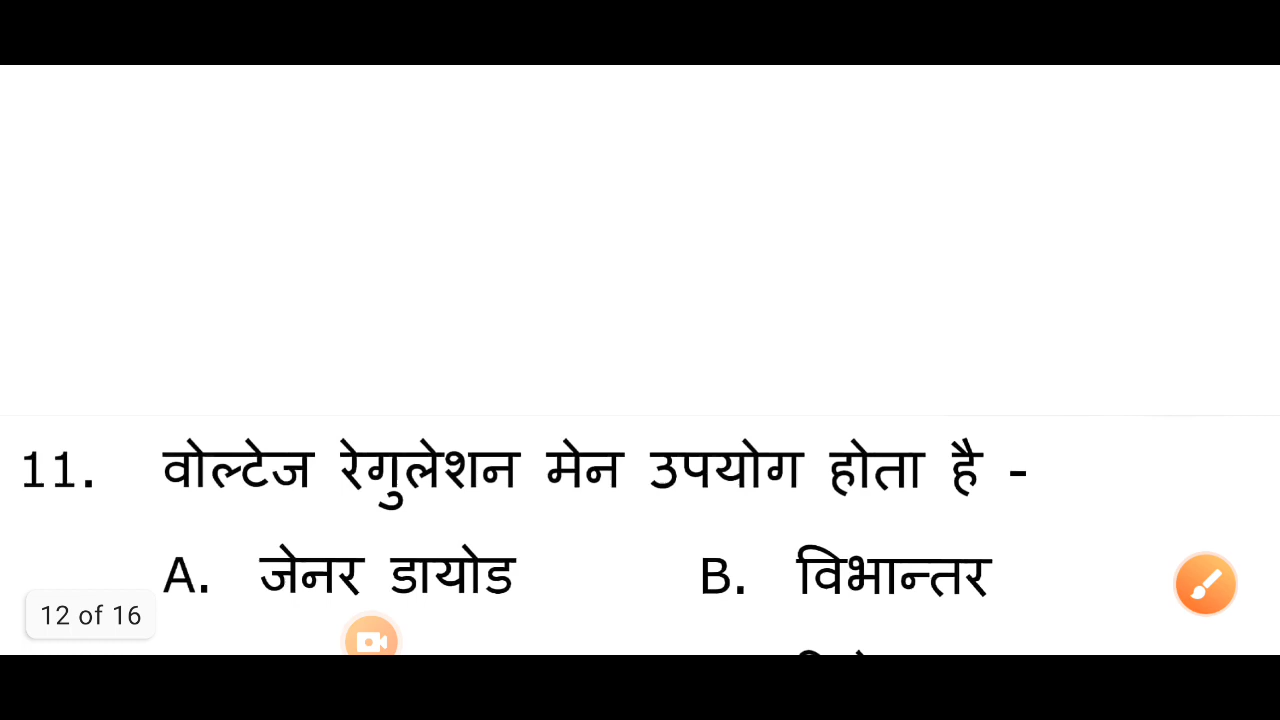 11. वोल्टेज रेगुलेशन मेन उपयोग होता है -
A. जेनर डायोड B. विभान्तर
12 of 16